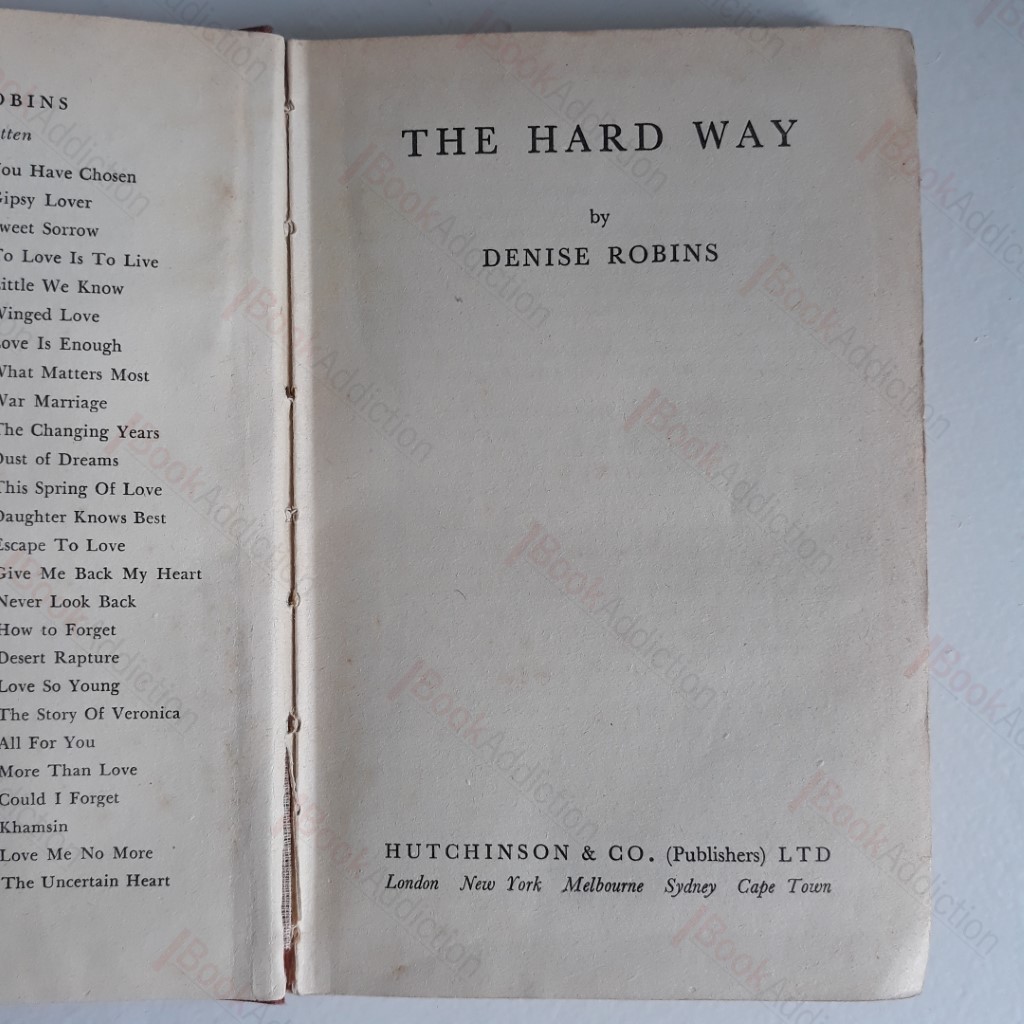 OBINS
tten
ou Have Chosen
ipsy Lover
weet Sorrow
o Love Is To Live
ittle We Know
Winged Love
ove Is Enough
What Matters Most
War Marriage
The Changing Years
Dust of Dreams
This Spring Of Love
Daughter Knows Best
Escape To Love
Give Me Back My Heart
Never Look Back
How to Forget
Desert Rapture
Love So Young
The Story Of Veronica
All For You
More Than Love
Could I Forget
Khamsin
Love Me No More
The Uncertain Heart
THE HARD WAY
by
DENISE ROBINS
HUTCHINSON & CO. (Publishers) LTD
London New York Melbourne Sydney Cape Town
BookAddiction